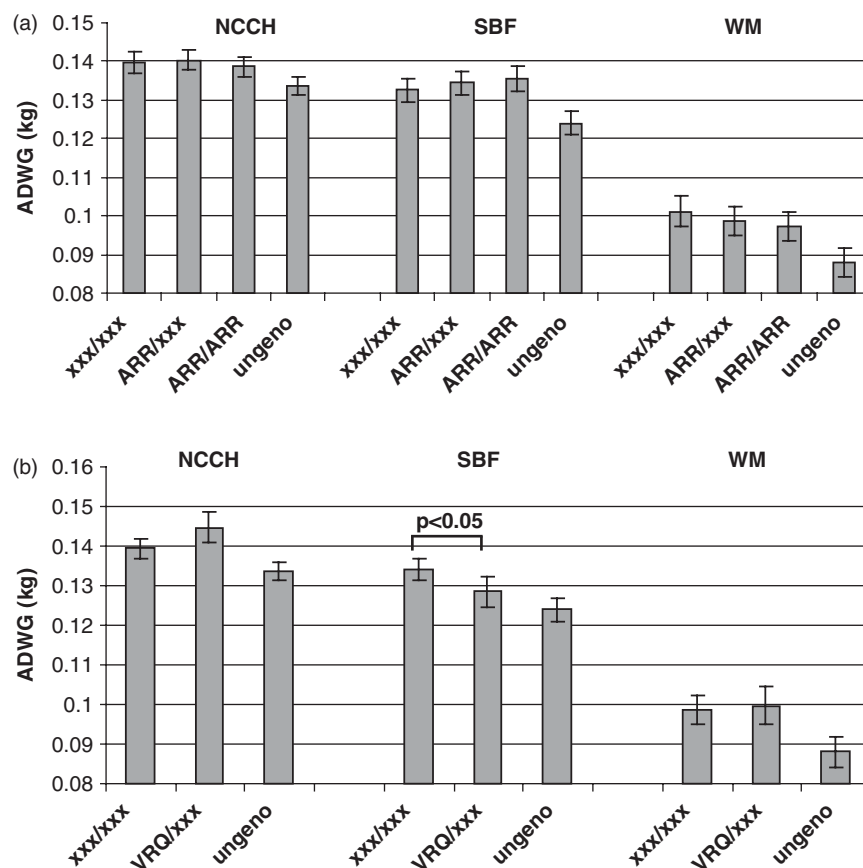 (a)
NCCH SBF WM
ADWG (kg)
0.15
0.14
0.13
0.12
0.11
0.1
0.09
0.08
xxx/xxx ARR/xxx ARR/ARR ungeno xxx/xxx ARR/xxx ARR/ARR ungeno xxx/xxx ARR/xxx ARR/ARR ungeno
(b)
NCCH SBF WM
ADWG (kg)
0.16
0.15
0.14
0.13
0.12
0.11
0.1
0.09
0.08
p<0.05
xxx/xxx VRQ/xxx ungeno xxx/xxx VRQ/xxx ungeno xxx/xxx VRQ/xxx ungeno